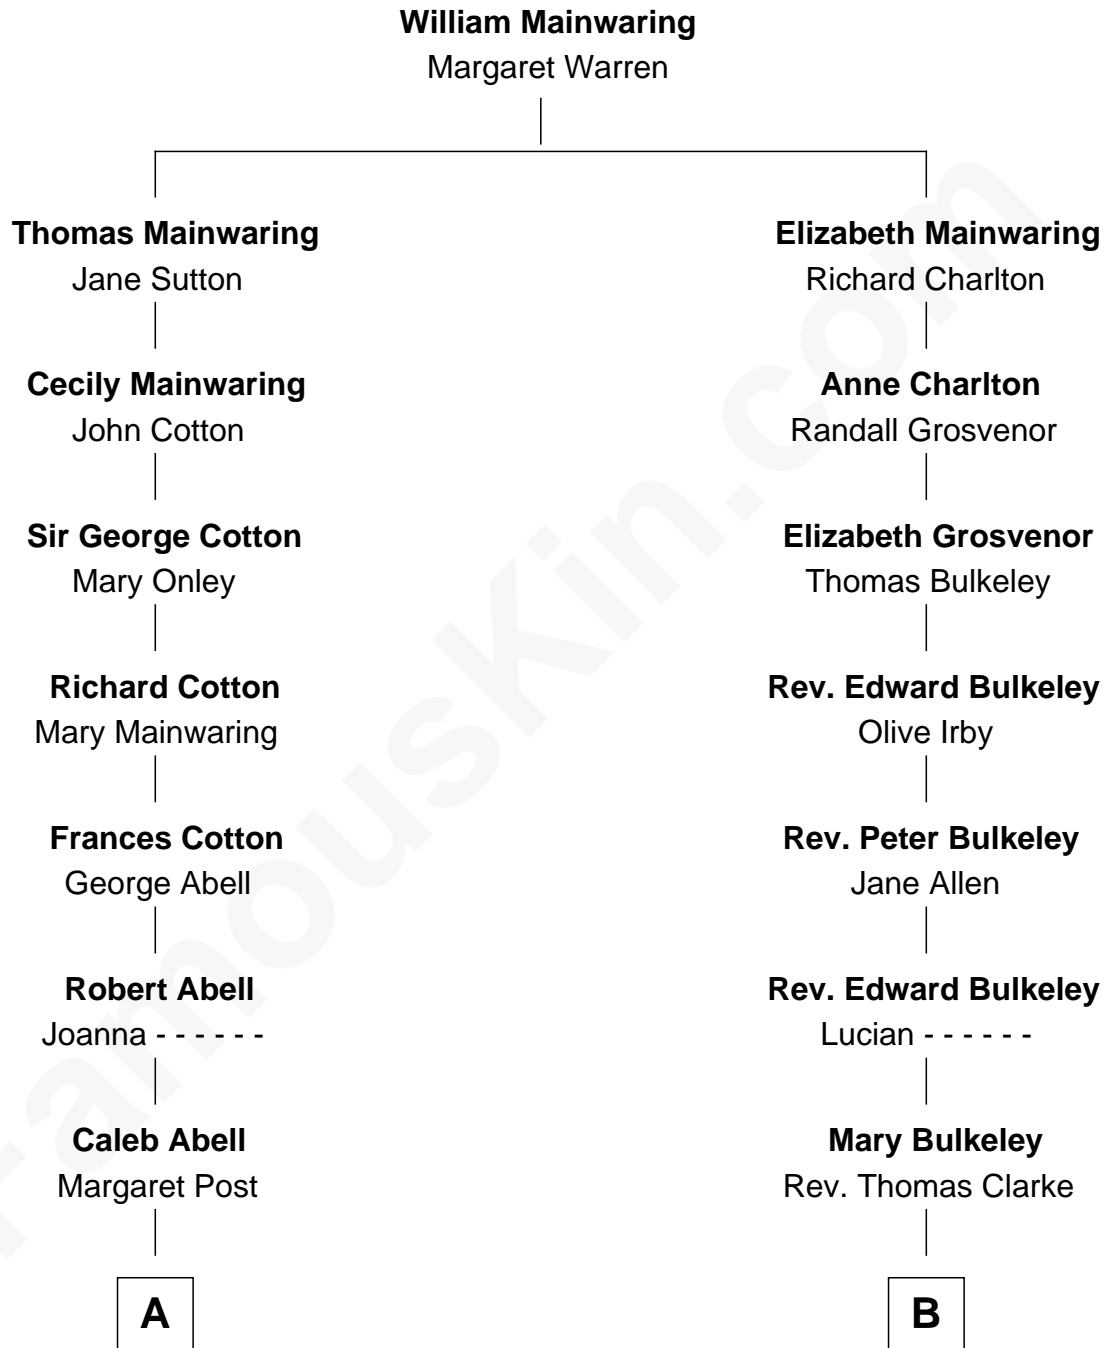 William Mainwaring
Margaret Warren
Thomas Mainwaring
Jane Sutton
Elizabeth Mainwaring
Richard Charlton
Cecily Mainwaring
John Cotton
Anne Charlton
Randall Grosvenor
Sir George Cotton
Mary Onley
Elizabeth Grosvenor
Thomas Bulkeley
Richard Cotton
Mary Mainwaring
Rev. Edward Bulkeley
Olive Irby
Frances Cotton
George Abell
Rev. Peter Bulkeley
Jane Allen
Robert Abell
Joanna - - - - - -
Rev. Edward Bulkeley
Lucian - - - - - -
Caleb Abell
Margaret Post
Mary Bulkeley
Rev. Thomas Clarke
A
B
FamousKin.com